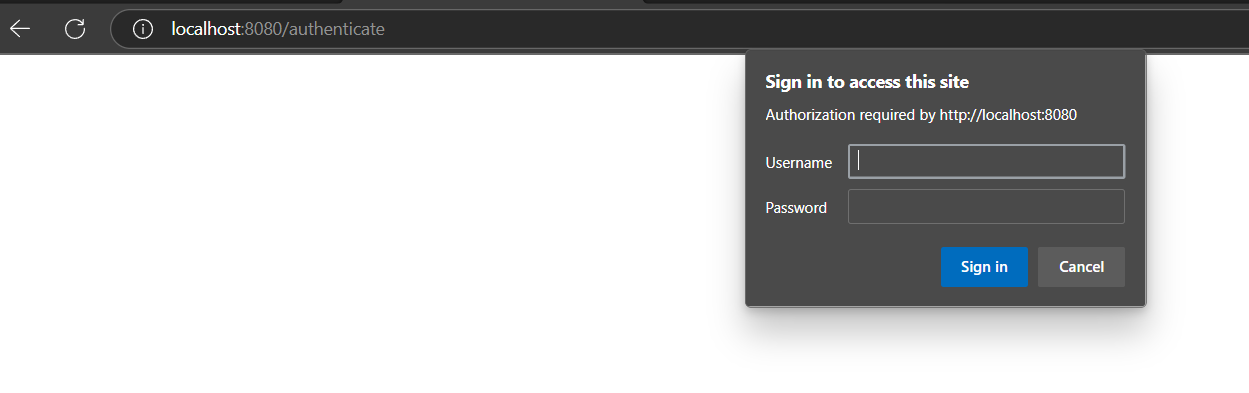 localhost:8080/authenticate
Sign in to access this site
Authorization required by http://localhost:8080
Username
Password
Sign in Cancel